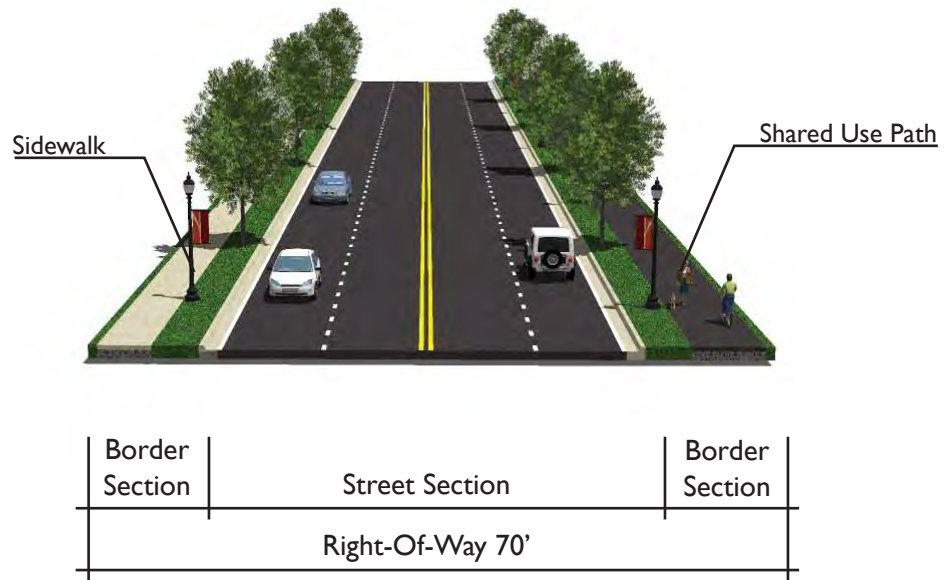 Sidewalk
Shared Use Path
Border
Section
Street Section
Border
Section
Right-Of-Way 70’